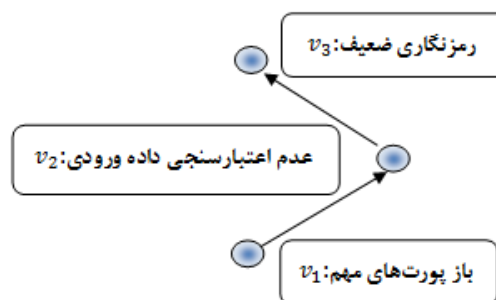 رمزنگاری ضعیف:v₃
عدم اعتبارسنجی داده ورودی:v₂
باز پورت‌های مهم:v₁